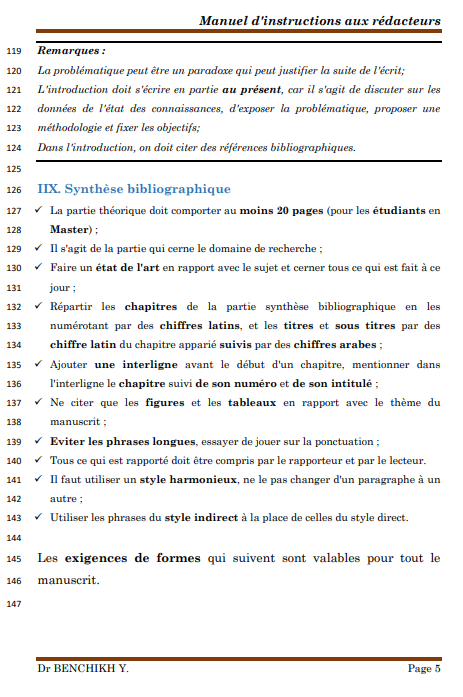 Manuel d'instructions aux rédacteurs
119 Remarques :
120 La problématique peut être un paradoxe qui peut justifier la suite de l'écrit;
121 L'introduction doit s'écrire en partie au présent, car il s'agit de discuter sur les
122 données de l'état des connaissances, d'exposer la problématique, proposer une
123 méthodologie et fixer les objectifs;
124 Dans l'introduction, on doit citer des références bibliographiques.
125
126 IIX. Synthèse bibliographique
127 ✓ La partie théorique doit comporter au moins 20 pages (pour les étudiants en
128 Master) ;
129 ✓ Il s'agit de la partie qui cerne le domaine de recherche ;
130 ✓ Faire un état de l'art en rapport avec le sujet et cerner tous ce qui est fait à ce
131 jour ;
132 ✓ Répartir les chapitres de la partie synthèse bibliographique en les
133 numérotant par des chiffres latins, et les titres et sous titres par des
134 chiffre latin du chapitre apparié suivis par des chiffres arabes ;
135 ✓ Ajouter une interligne avant le début d'un chapitre, mentionner dans
136 l'interligne le chapitre suivi de son numéro et de son intitulé ;
137 ✓ Ne citer que les figures et les tableaux en rapport avec le thème du
138 manuscrit ;
139 ✓ Eviter les phrases longues, essayer de jouer sur la ponctuation ;
140 ✓ Tous ce qui est rapporté doit être compris par le rapporteur et par le lecteur.
141 ✓ Il faut utiliser un style harmonieux, ne le pas changer d'un paragraphe à un
142 autre ;
143 ✓ Utiliser les phrases du style indirect à la place de celles du style direct.
144
145 Les exigences de formes qui suivent sont valables pour tout le
146 manuscrit.
147
Dr BENCHIKH Y. Page 5